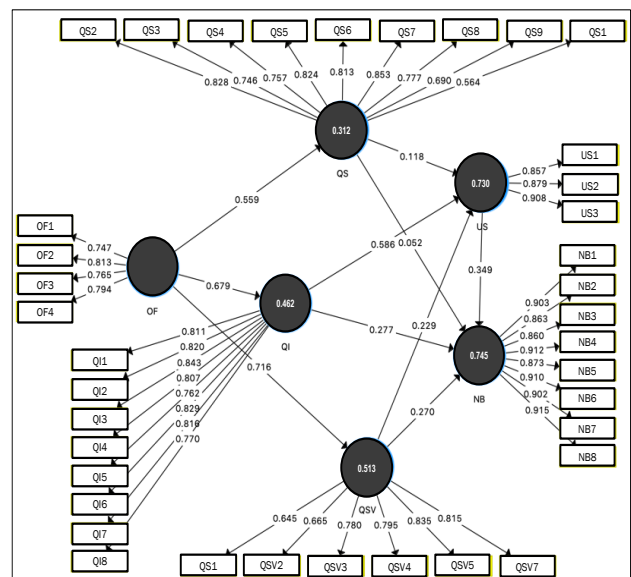 QS2 QS3 QS4 QS5 QS6 QS7 QS8 QS9 QS1
0.828 0.746 0.757 0.824 0.813 0.853 0.777 0.690 0.564
0.312
QS
0.118
0.559
0.730
US
0.857 US1
0.879 US2
0.908 US3
OF1 0.747
OF2 0.813
OF3 0.765
OF4 0.794
OF
0.679
0.586 0.052
0.349
0.462
QI
0.277
0.229
0.716
0.745
NB
0.903 NB1
0.863 NB2
0.860 NB3
0.912 NB4
0.873 NB5
0.910 NB6
0.902 NB7
0.915 NB8
QI1 0.811
QI2 0.820
QI3 0.843
QI4 0.807
QI5 0.762
QI6 0.829
QI7 0.816
QI8 0.770
0.270
0.513
QSV
0.645 0.665 0.780 0.795 0.835 0.815
QS1 QSV2 QSV3 QSV4 QSV5 QSV7